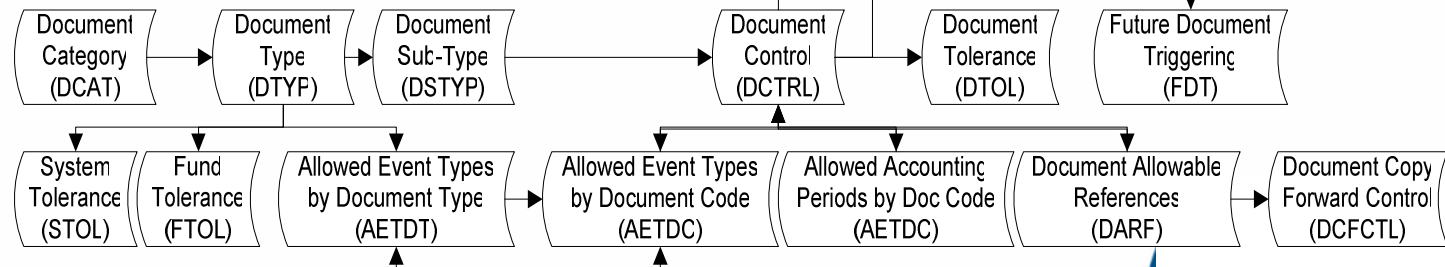 Document
Category
(DCAT)
Document
Type
(DTYP)
Document
Sub-Type
(DSTYP)
Document
Control
(DCTRL)
Document
Tolerance
(DTOL)
Future Document
Triggering
(FDT)
System
Tolerance
(STOL)
Fund
Tolerance
(FTOL)
Allowed Event Types
by Document Type
(AETDT)
Allowed Event Types
by Document Code
(AETDC)
Allowed Accounting
Periods by Doc Code
(AETDC)
Document Allowable
References
(DARF)
Document Copy
Forward Control
(DCFCTL)